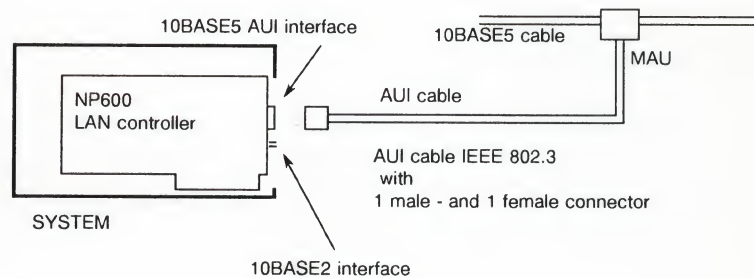 10BASE5 AUI interface
10BASE5 cable
MAU
NP600
LAN controller
AUI cable
AUI cable IEEE 802.3
with
1 male - and 1 female connector
SYSTEM
10BASE2 interface